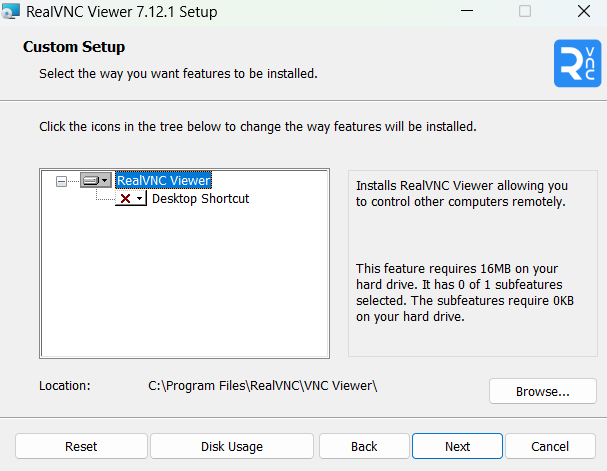 RealVNC Viewer 7.12.1 Setup
Custom Setup
Select the way you want features to be installed.
R VNC
Click the icons in the tree below to change the way features will be installed.
RealVNC Viewer
Desktop Shortcut
Installs RealVNC Viewer allowing you
to control other computers remotely.
This feature requires 16MB on your
hard drive. It has 0 of 1 subfeatures
selected. The subfeatures require 0KB
on your hard drive.
Location: C:\Program Files\RealVNC\VNC Viewer\
Browse...
Reset Disk Usage Back Next Cancel